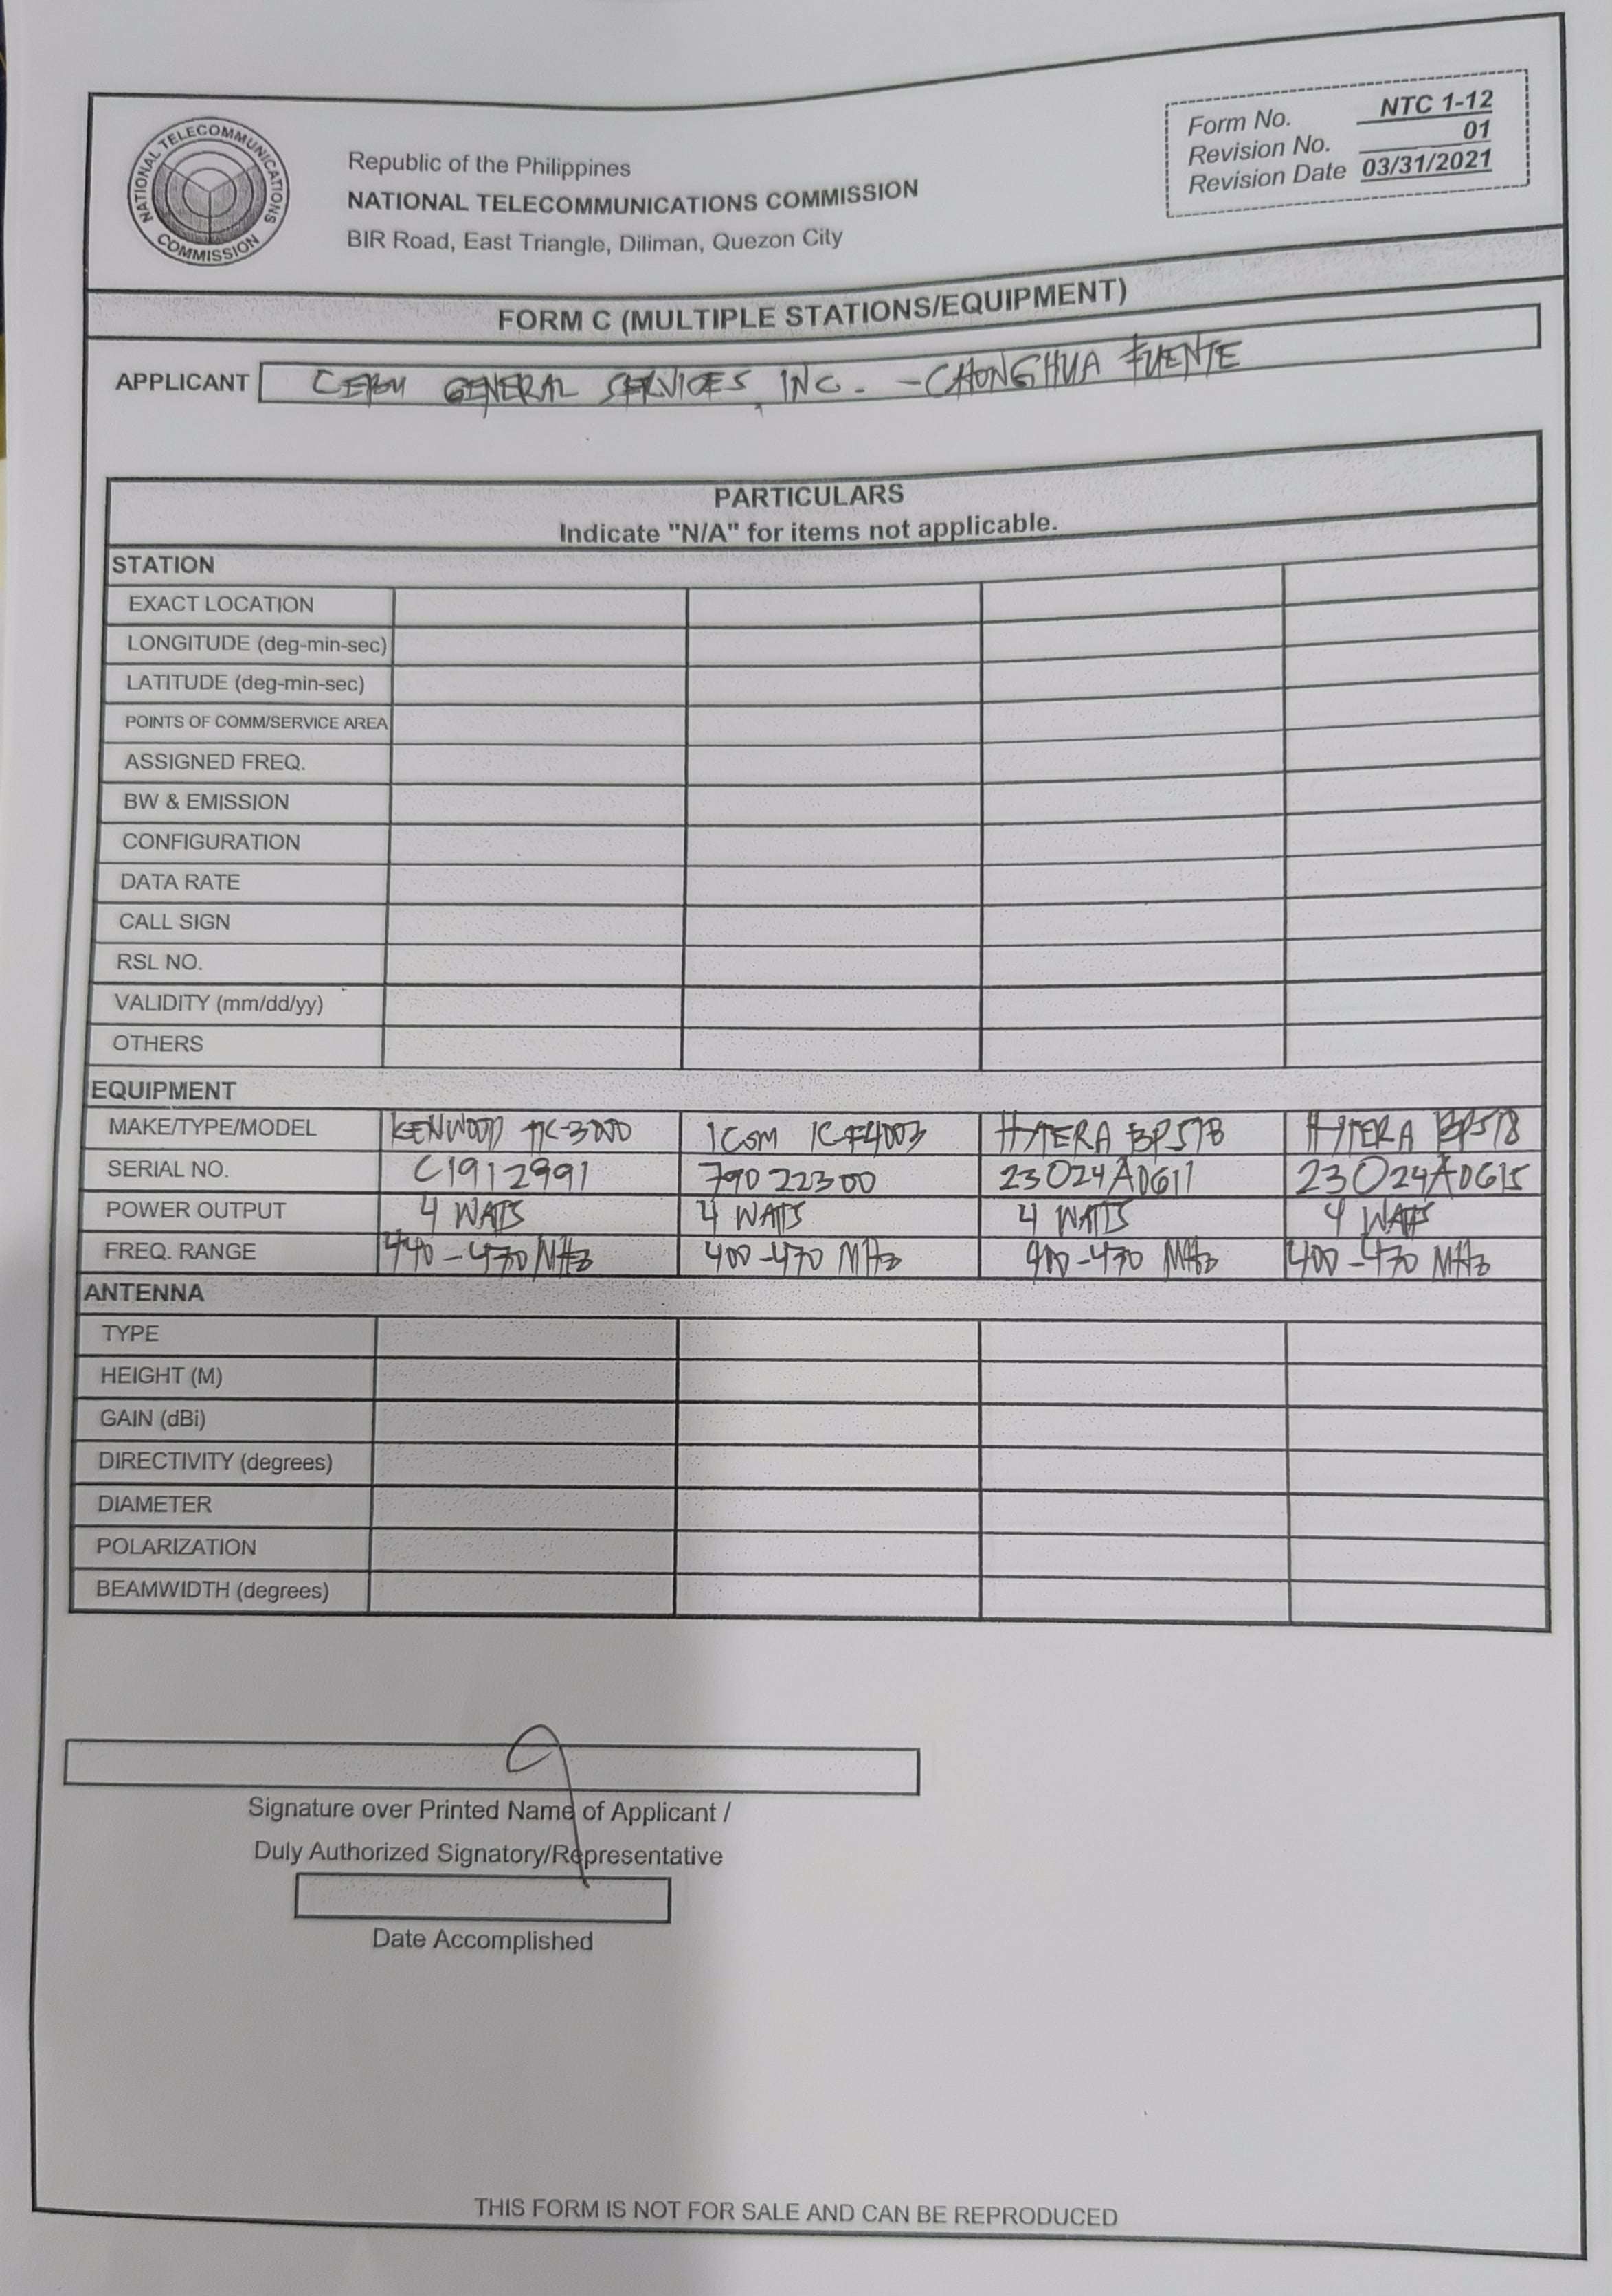 NATIONAL TELECOMMUNICATIONS COMMISSION
Republic of the Philippines
NATIONAL TELECOMMUNICATIONS COMMISSION
BIR Road, East Triangle, Diliman, Quezon City
Form No. NTC 1-12
Revision No. 01
Revision Date 03/31/2021
FORM C (MULTIPLE STATIONS/EQUIPMENT)
APPLICANT GENERAL SERVICES, INC. - CHONGHUA FUENTE
PARTICULARS
Indicate "N/A" for items not applicable.
STATION
EXACT LOCATION
LONGITUDE (deg-min-sec)
LATITUDE (deg-min-sec)
POINTS OF COMM/SERVICE AREA
ASSIGNED FREQ.
BW & EMISSION
CONFIGURATION
DATA RATE
CALL SIGN
RSL NO.
VALIDITY (mm/dd/yy)
OTHERS
EQUIPMENT
MAKE/TYPE/MODEL KENWOOD TK-3000 ICOM IC-F4003 HYTERA BP518 HYTERA BP518
SERIAL NO. C1912991 79022300 23024A0611 23024A0615
POWER OUTPUT 4 WATTS 4 WATTS 4 WATTS 4 WATTS
FREQ. RANGE 440-470 MHz 400-470 MHz 400-470 MHz 400-470 MHz
ANTENNA
TYPE
HEIGHT (M)
GAIN (dBi)
DIRECTIVITY (degrees)
DIAMETER
POLARIZATION
BEAMWIDTH (degrees)
Signature over Printed Name of Applicant /
Duly Authorized Signatory/Representative
Date Accomplished
THIS FORM IS NOT FOR SALE AND CAN BE REPRODUCED